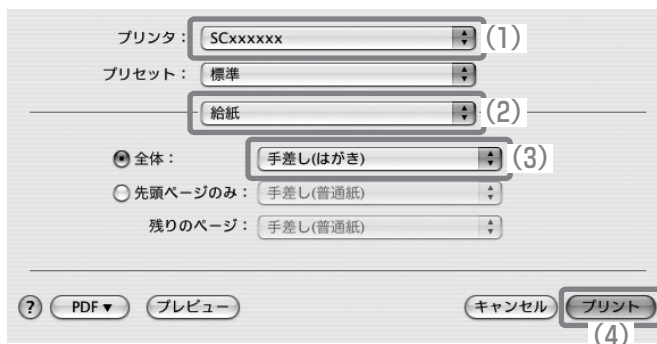 プリンタ： SCxxxxxx (1)
プリセット： 標準
給紙 (2)
全体： 手差し(はがき) (3)
先頭ページのみ： 手差し(普通紙)
残りのページ： 手差し(普通紙)
? PDF▼ プレビュー キャンセル プリント
(4)